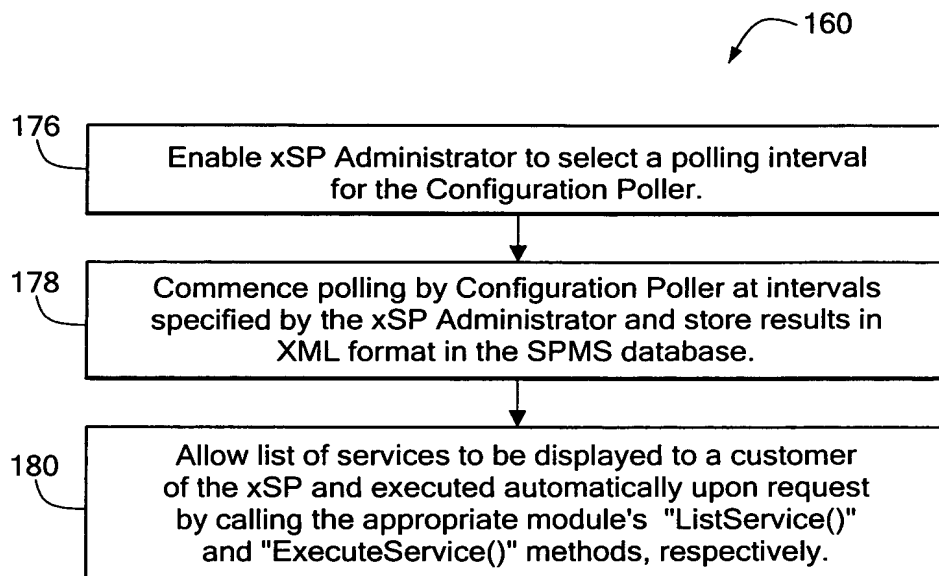 160
176
Enable xSP Administrator to select a polling interval
for the Configuration Poller.
178
Commence polling by Configuration Poller at intervals
specified by the xSP Administrator and store results in
XML format in the SPMS database.
180
Allow list of services to be displayed to a customer
of the xSP and executed automatically upon request
by calling the appropriate module's "ListService()"
and "ExecuteService()" methods, respectively.